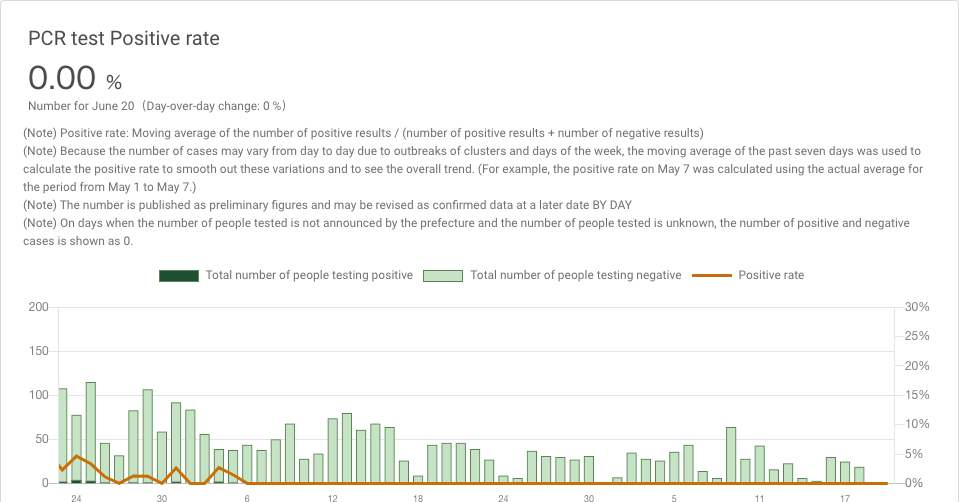 PCR test Positive rate
0.00 %
Number for June 20 (Day-over-day change: 0 %)
(Note) Positive rate: Moving average of the number of positive results / (number of positive results + number of negative results)
(Note) Because the number of cases may vary from day to day due to outbreaks of clusters and days of the week, the moving average of the past seven days was used to
calculate the positive rate to smooth out these variations and to see the overall trend. (For example, the positive rate on May 7 was calculated using the actual average for
the period from May 1 to May 7.)
(Note) The number is published as preliminary figures and may be revised as confirmed data at a later date BY DAY
(Note) On days when the number of people tested is not announced by the prefecture and the number of people tested is unknown, the number of positive and negative
cases is shown as 0.
Total number of people testing positive Total number of people testing negative Positive rate
200 30%
25%
150
20%
100 15%
10%
50
5%
0 0%
24 30 6 12 18 24 30 5 11 17